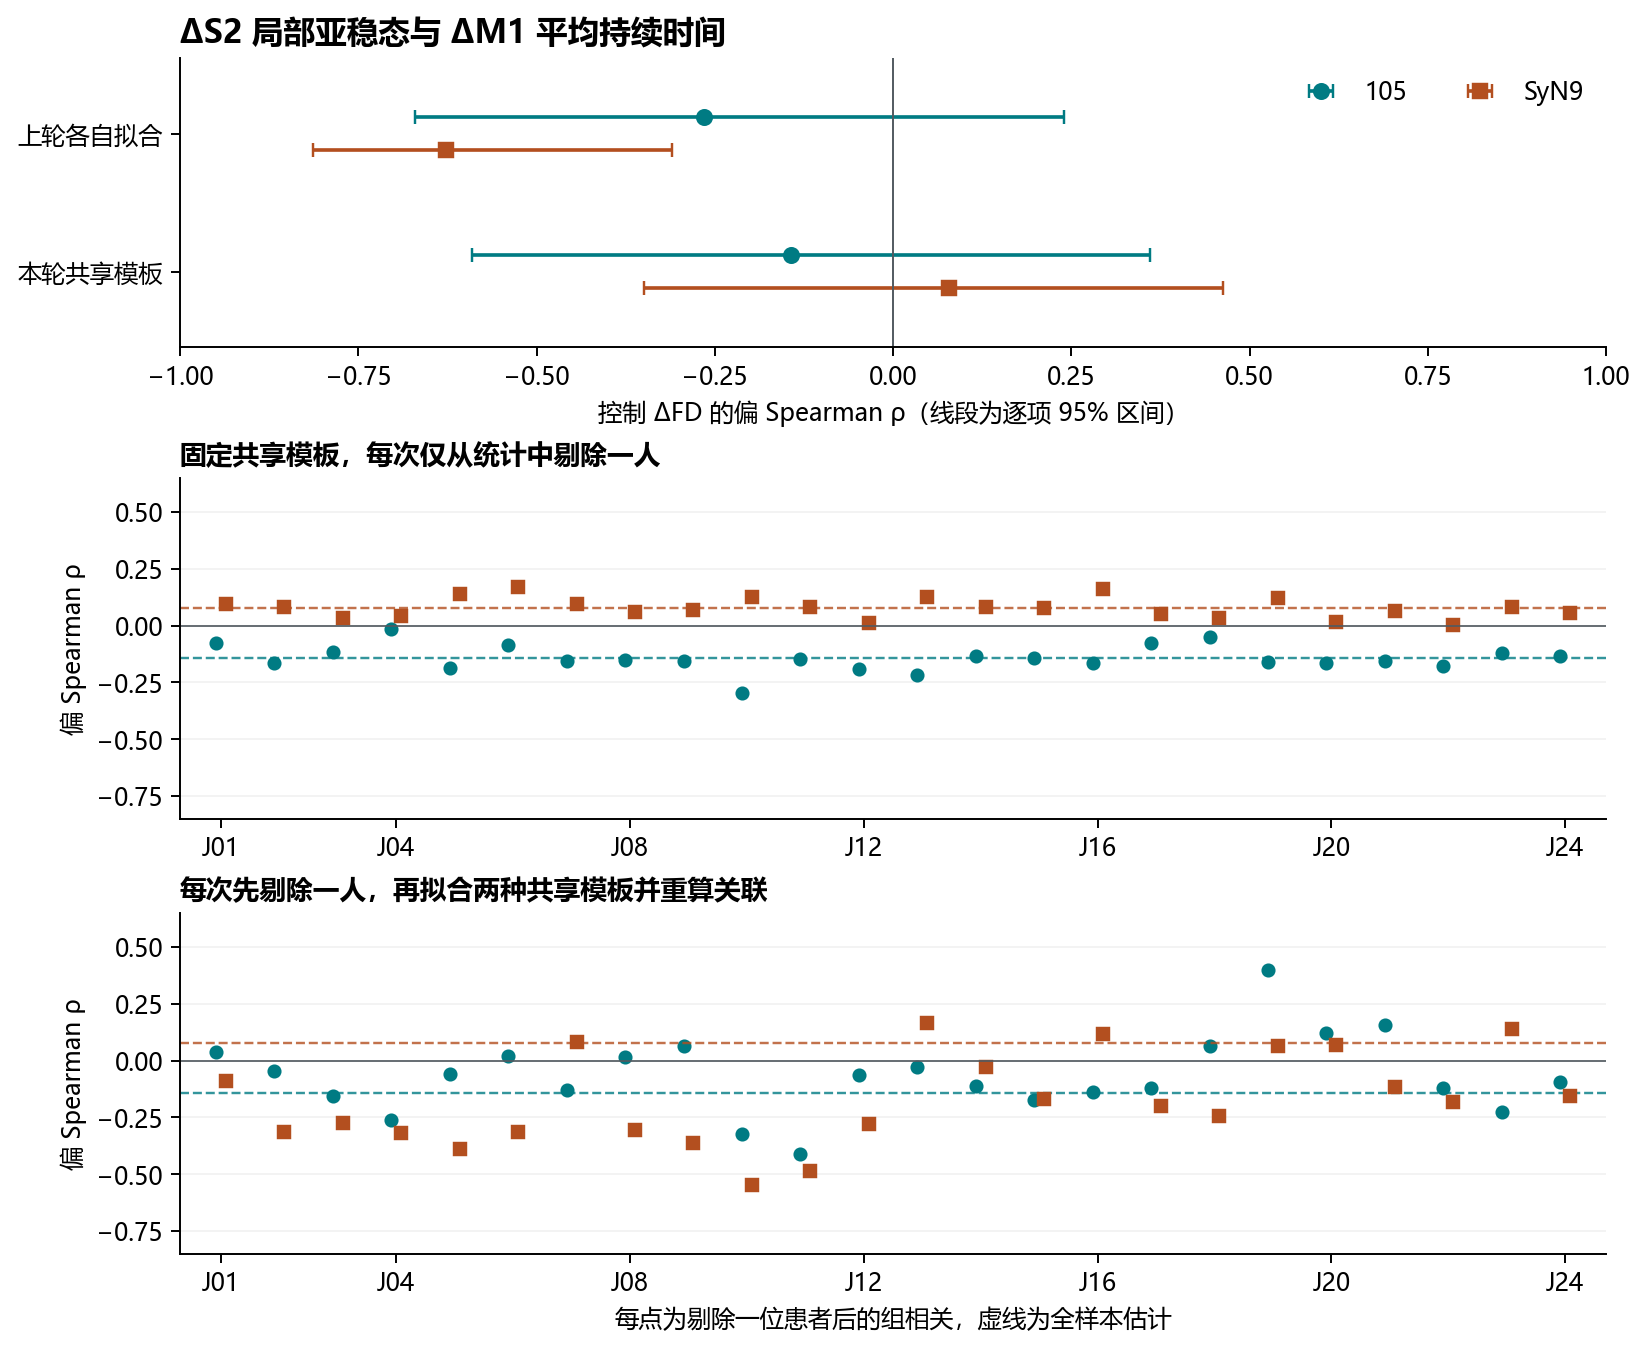 ΔS2 局部亚稳态与 ΔM1 平均持续时间
105
SyN9
上轮各自拟合
本轮共享模板
−1.00 −0.75 −0.50 −0.25 0.00 0.25 0.50 0.75 1.00
控制 ΔFD 的偏 Spearman ρ（线段为逐项 95% 区间）
固定共享模板，每次仅从统计中剔除一人
偏 Spearman ρ
0.50
0.25
0.00
−0.25
−0.50
−0.75
J01 J04 J08 J12 J16 J20 J24
每次先剔除一人，再拟合两种共享模板并重算关联
偏 Spearman ρ
0.50
0.25
0.00
−0.25
−0.50
−0.75
J01 J04 J08 J12 J16 J20 J24
每点为剔除一位患者后的组相关，虚线为全样本估计